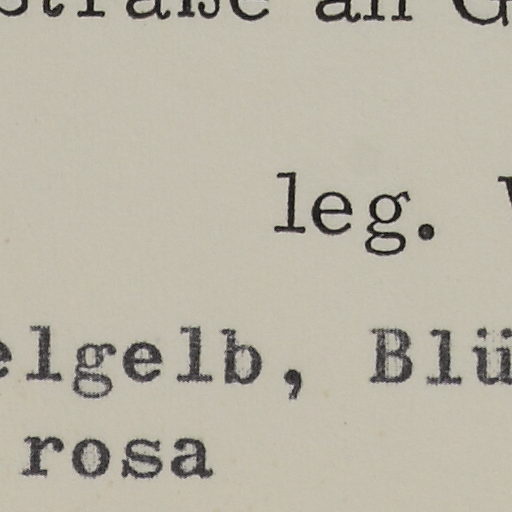 straße an G
leg.
elgelb, Blü
rosa